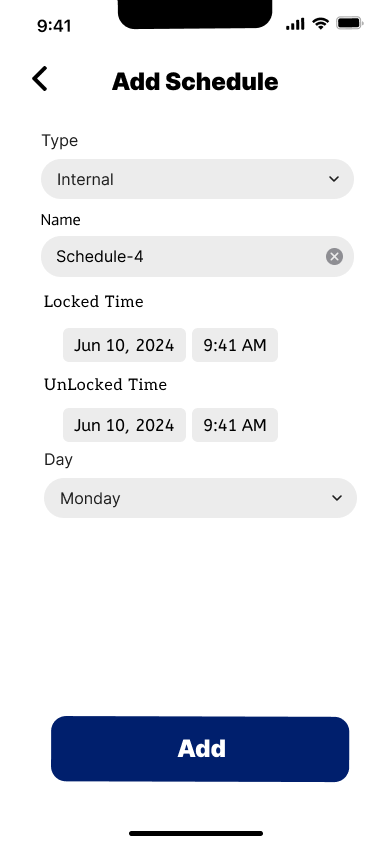 9:41
Add Schedule
Type
Internal
Name
Schedule-4
Locked Time
Jun 10, 2024 9:41 AM
UnLocked Time
Jun 10, 2024 9:41 AM
Day
Monday
Add